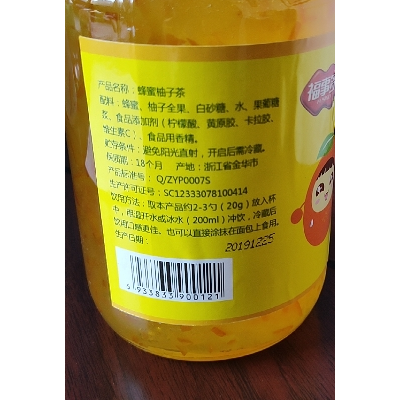 福事多
产品名称：蜂蜜柚子茶
配料：蜂蜜、柚子全果、白砂糖、水、果葡糖
浆、食品添加剂（柠檬酸、黄原胶、卡拉胶、
维生素C）、食品用香精。
贮存条件：避免阳光直射，开启后需冷藏。
保质期：18个月 产地：浙江省金华市
产品标准号：Q/ZYP0007S
生产许可证号：SC12333078100414
饮用方法：取本产品约2-3勺（20g）放入杯
中，用温开水或冰水（200ml）冲饮，冷藏后
饮用口感更佳。也可以直接涂抹在面包上食用。
生产日期：
20191225
5 933833 900121